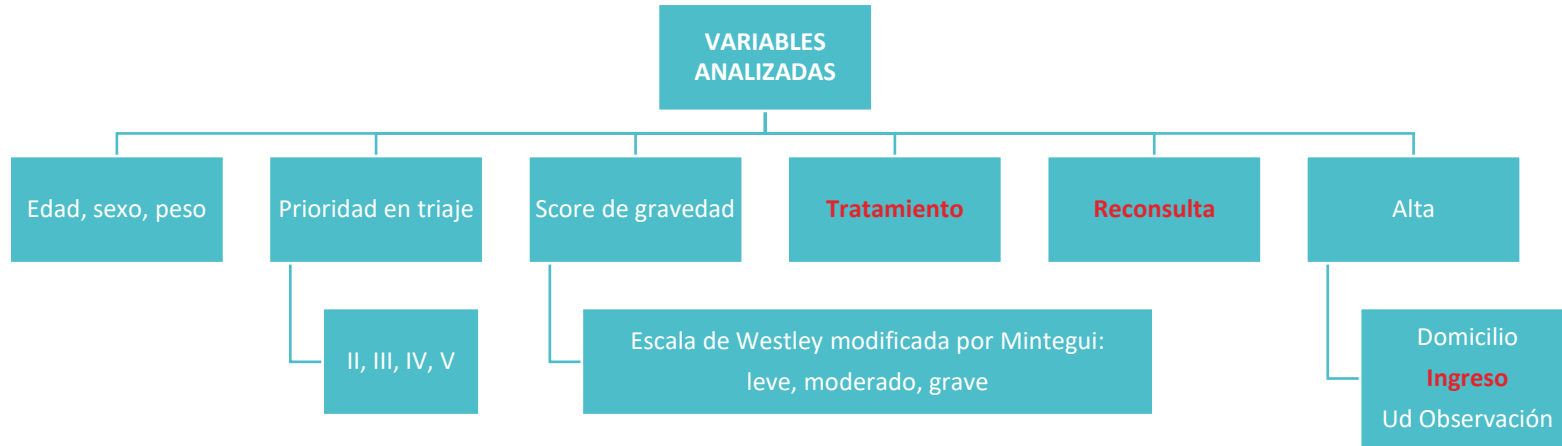 VARIABLES
ANALIZADAS
Edad, sexo, peso
Prioridad en triaje
Score de gravedad
Tratamiento
Reconsulta
Alta
II, III, IV, V
Escala de Westley modificada por Mintegui:
leve, moderado, grave
Domicilio
Ingreso
Ud Observación